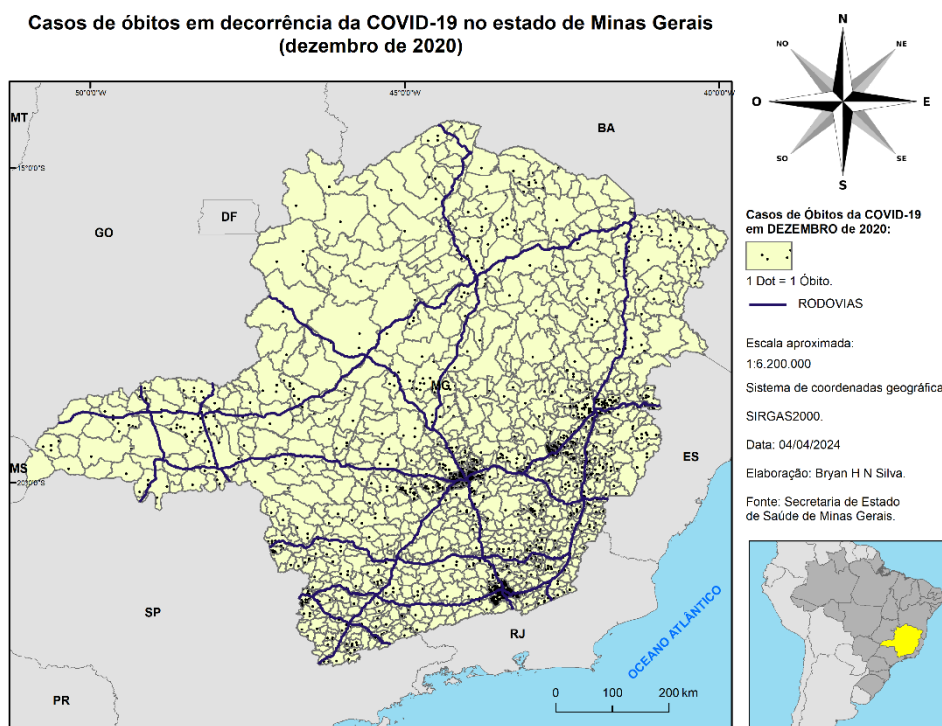 Casos de óbitos em decorrência da COVID-19 no estado de Minas Gerais
(dezembro de 2020)
50°0'0"O
45°0'0"O
40°0'0"O
15°0'0"S
20°0'0"S
MT
BA
GO
DF
MG
ES
MS
SP
RJ
PR
OCEANO ATLÂNTICO
0 100 200 km
N
NO
NE
O
E
SO
SE
S
Casos de Óbitos da COVID-19
em DEZEMBRO de 2020:
1 Dot = 1 Óbito.
RODOVIAS
Escala aproximada:
1:6.200.000
Sistema de coordenadas geográfica
SIRGAS2000.
Data: 04/04/2024
Elaboração: Bryan H N Silva.
Fonte: Secretaria de Estado
de Saúde de Minas Gerais.